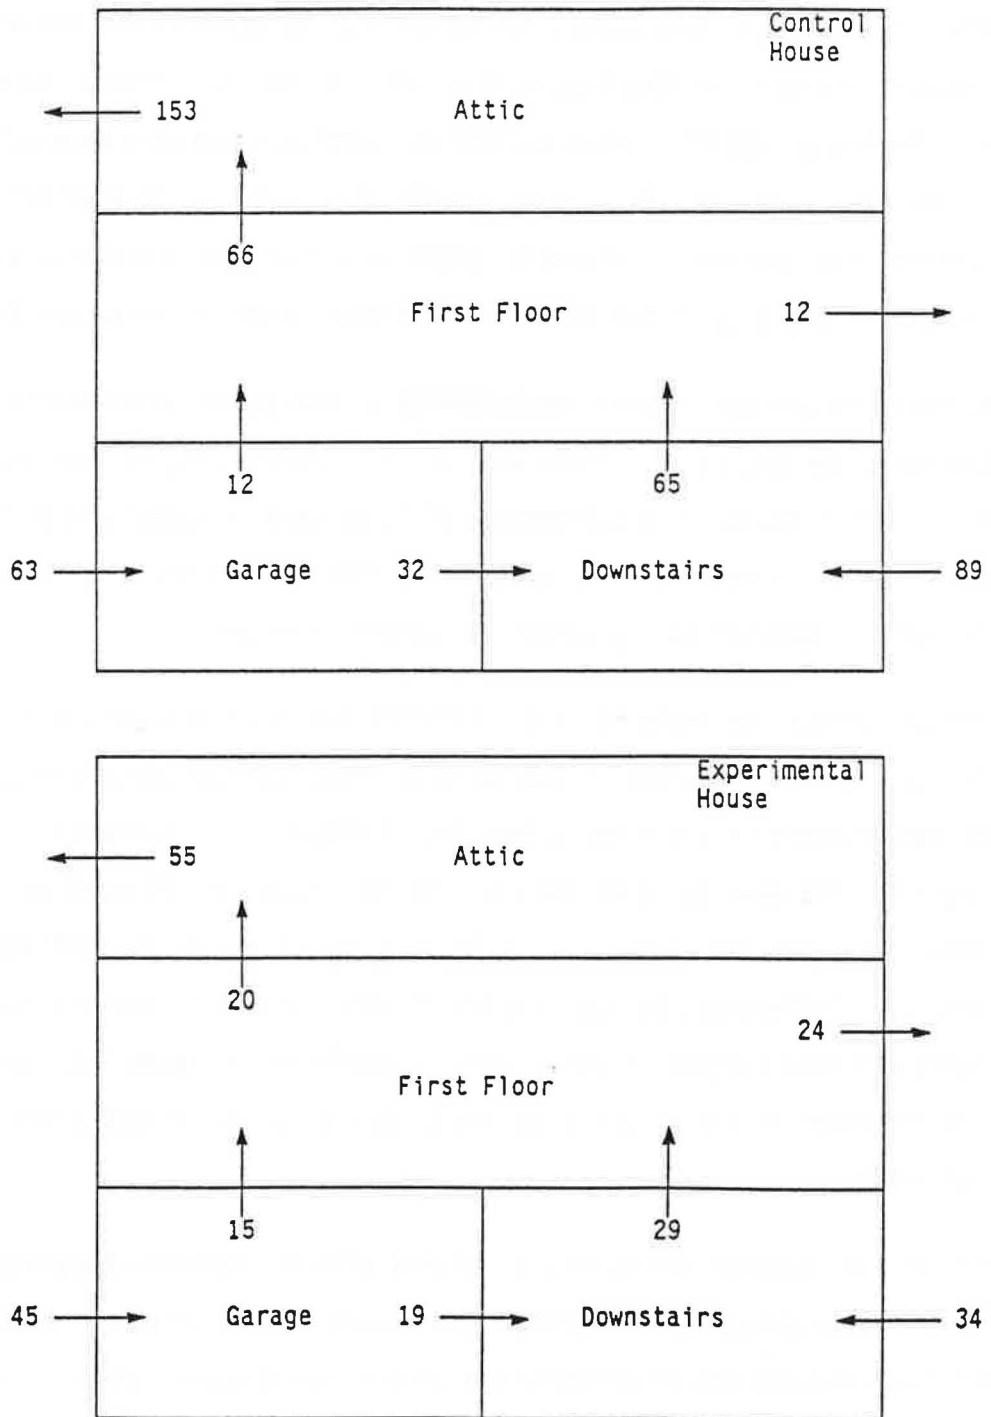 Control
House
153
Attic
66
First Floor
12
12
65
63
Garage
32
Downstairs
89
Experimental
House
55
Attic
20
24
First Floor
15
29
45
Garage
19
Downstairs
34